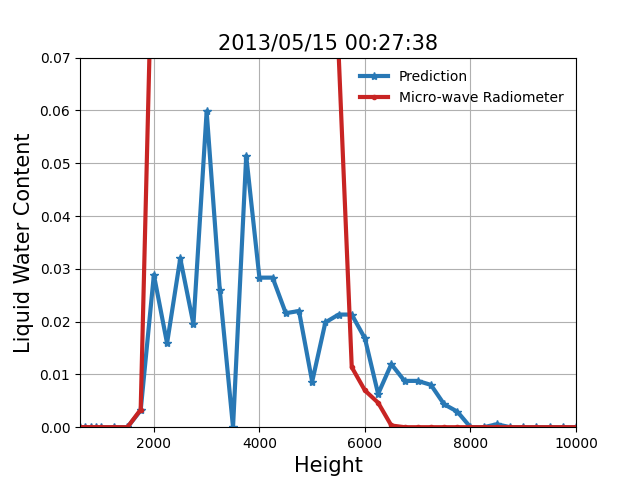 2013/05/15 00:27:38
0.07
0.06
0.05
0.04
0.03
0.02
0.01
0.00
Liquid Water Content
Prediction
Micro-wave Radiometer
2000 4000 6000 8000 10000
Height